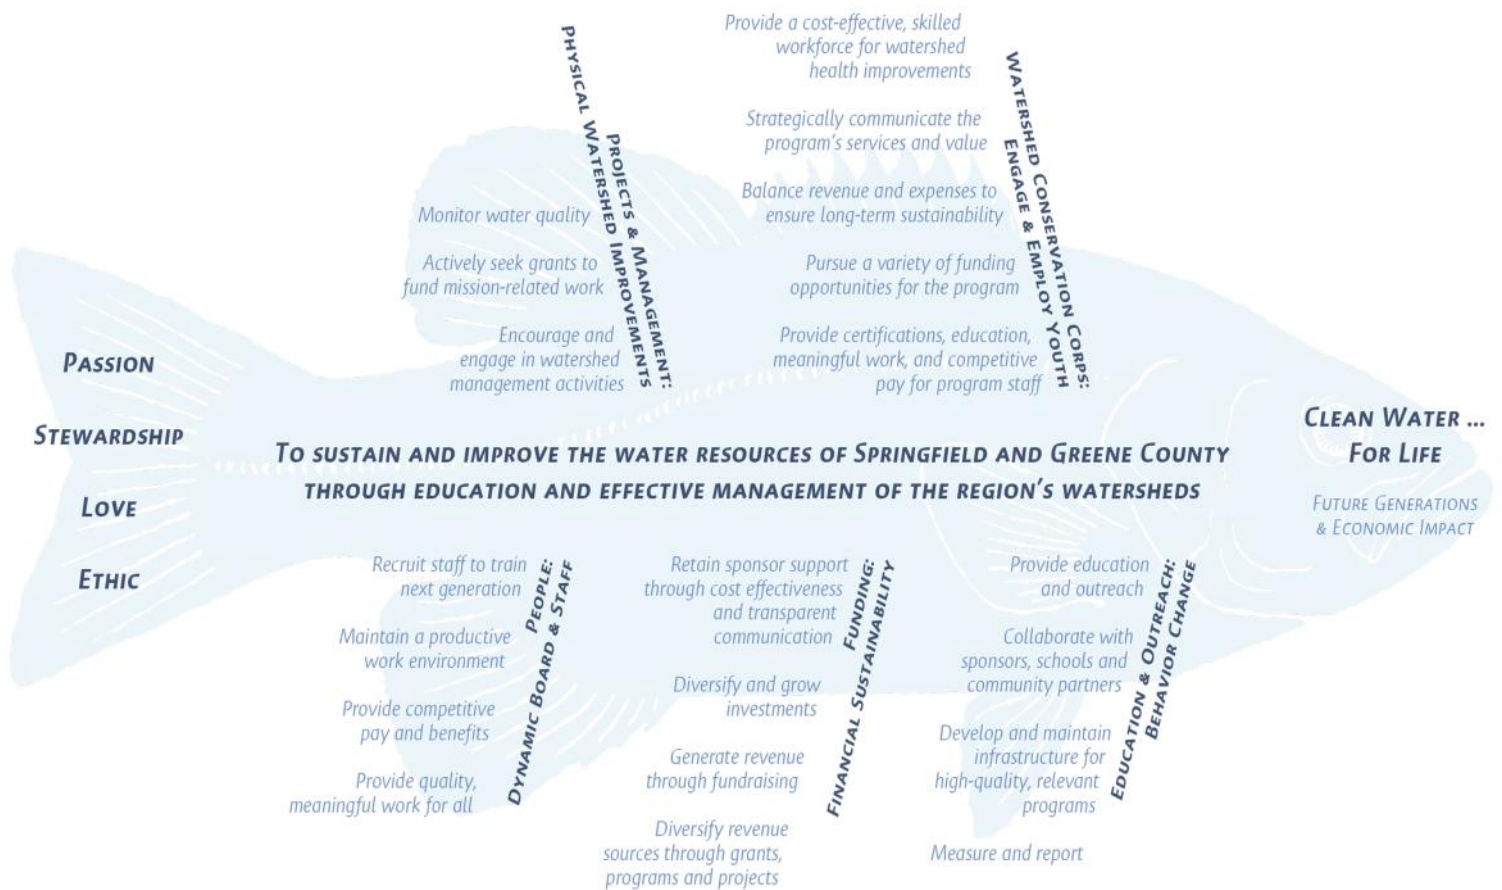 Provide a cost-effective, skilled
workforce for watershed
health improvements
Strategically communicate the
program's services and value
Balance revenue and expenses to
ensure long-term sustainability
Pursue a variety of funding
opportunities for the program
Provide certifications, education,
meaningful work, and competitive
pay for program staff
WATERSHED CONSERVATION CORPS:
ENGAGE & EMPLOY YOUTH
Monitor water quality
Actively seek grants to
fund mission-related work
Encourage and
engage in watershed
management activities
PROJECTS & MANAGEMENT:
PHYSICAL WATERSHED IMPROVEMENTS
PASSION
STEWARDSHIP
LOVE
ETHIC
TO SUSTAIN AND IMPROVE THE WATER RESOURCES OF SPRINGFIELD AND GREENE COUNTY
THROUGH EDUCATION AND EFFECTIVE MANAGEMENT OF THE REGION'S WATERSHEDS
CLEAN WATER ...
FOR LIFE
FUTURE GENERATIONS
& ECONOMIC IMPACT
Recruit staff to train
next generation
Maintain a productive
work environment
Provide competitive
pay and benefits
Provide quality,
meaningful work for all
PEOPLE:
DYNAMIC BOARD & STAFF
Retain sponsor support
through cost effectiveness
and transparent
communication
Diversify and grow
investments
Generate revenue
through fundraising
Diversify revenue
sources through grants,
programs and projects
FUNDING:
FINANCIAL SUSTAINABILITY
Provide education
and outreach
Collaborate with
sponsors, schools and
community partners
Develop and maintain
infrastructure for
high-quality, relevant
programs
Measure and report
EDUCATION & OUTREACH:
BEHAVIOR CHANGE